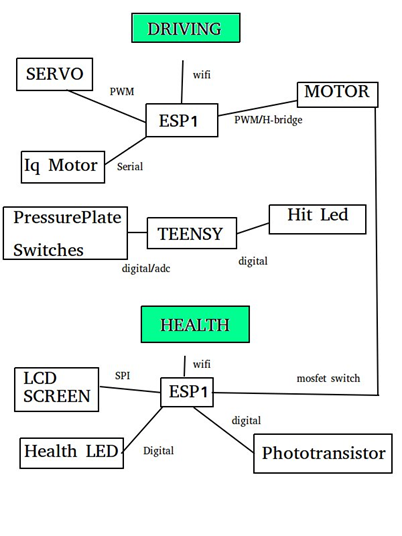 DRIVING
SERVO
PWM
wifi
MOTOR
ESP1
PWM/H-bridge
Iq Motor
Serial
PressurePlate
Switches
TEENSY
Hit Led
digital/adc
digital
HEALTH
wifi
LCD
SCREEN
SPI
ESP1
mosfet switch
Health LED
Digital
digital
Phototransistor